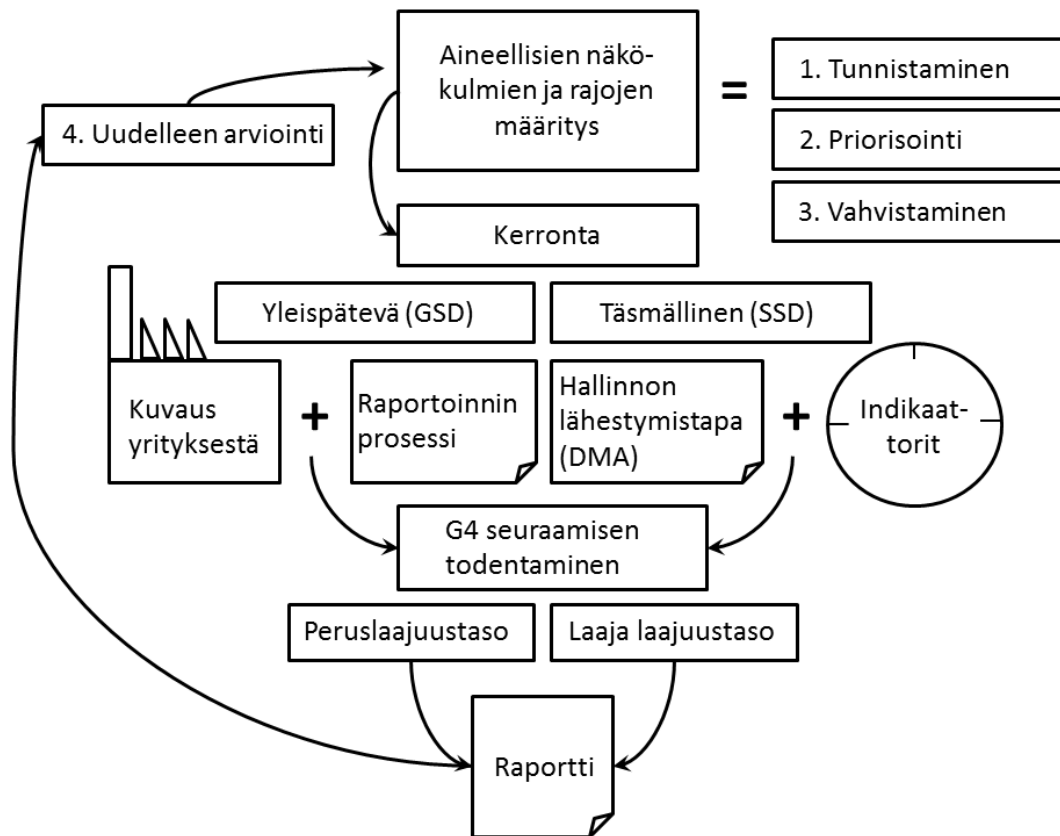 Aineellisien näkö-
kulmien ja rajojen
määritys
=
1. Tunnistaminen
2. Priorisointi
3. Vahvistaminen
4. Uudelleen arviointi
Kerronta
Yleispätevä (GSD)
Täsmällinen (SSD)
Kuvaus
yrityksestä
+
Raportoinnin
prosessi
Hallinnon
lähestymistapa
(DMA)
+
Indikaat-
torit
G4 seuraamisen
todentaminen
Peruslaajuustaso
Laaja laajuustaso
Raportti